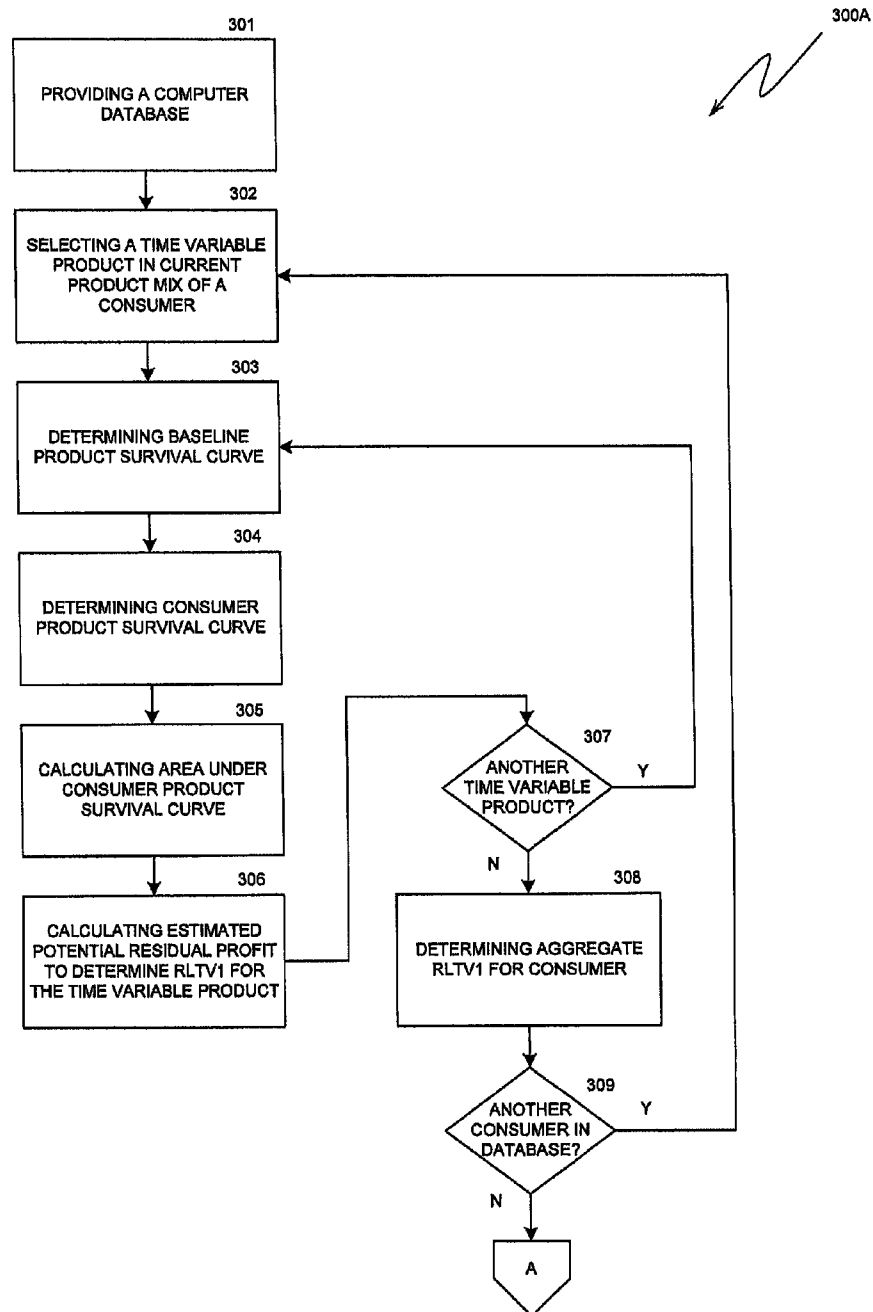 300A
301
PROVIDING A COMPUTER
DATABASE
302
SELECTING A TIME VARIABLE
PRODUCT IN CURRENT
PRODUCT MIX OF A
CONSUMER
303
DETERMINING BASELINE
PRODUCT SURVIVAL CURVE
304
DETERMINING CONSUMER
PRODUCT SURVIVAL CURVE
305
CALCULATING AREA UNDER
CONSUMER PRODUCT
SURVIVAL CURVE
306
CALCULATING ESTIMATED
POTENTIAL RESIDUAL PROFIT
TO DETERMINE RLTV1 FOR
THE TIME VARIABLE PRODUCT
307
ANOTHER
TIME VARIABLE
PRODUCT?
Y
N
308
DETERMINING AGGREGATE
RLTV1 FOR CONSUMER
309
ANOTHER
CONSUMER IN
DATABASE?
Y
N
A